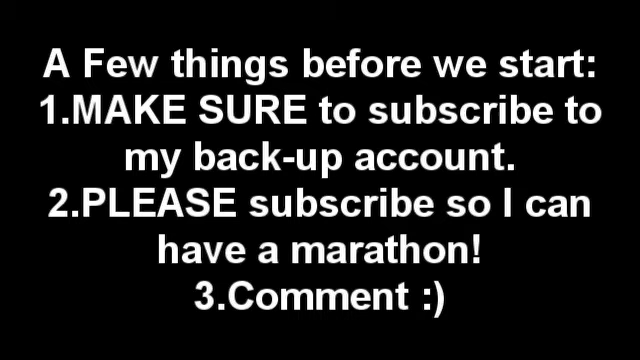 A Few things before we start:
1.MAKE SURE to subscribe to
my back-up account.
2.PLEASE subscribe so I can
have a marathon!
3.Comment :)